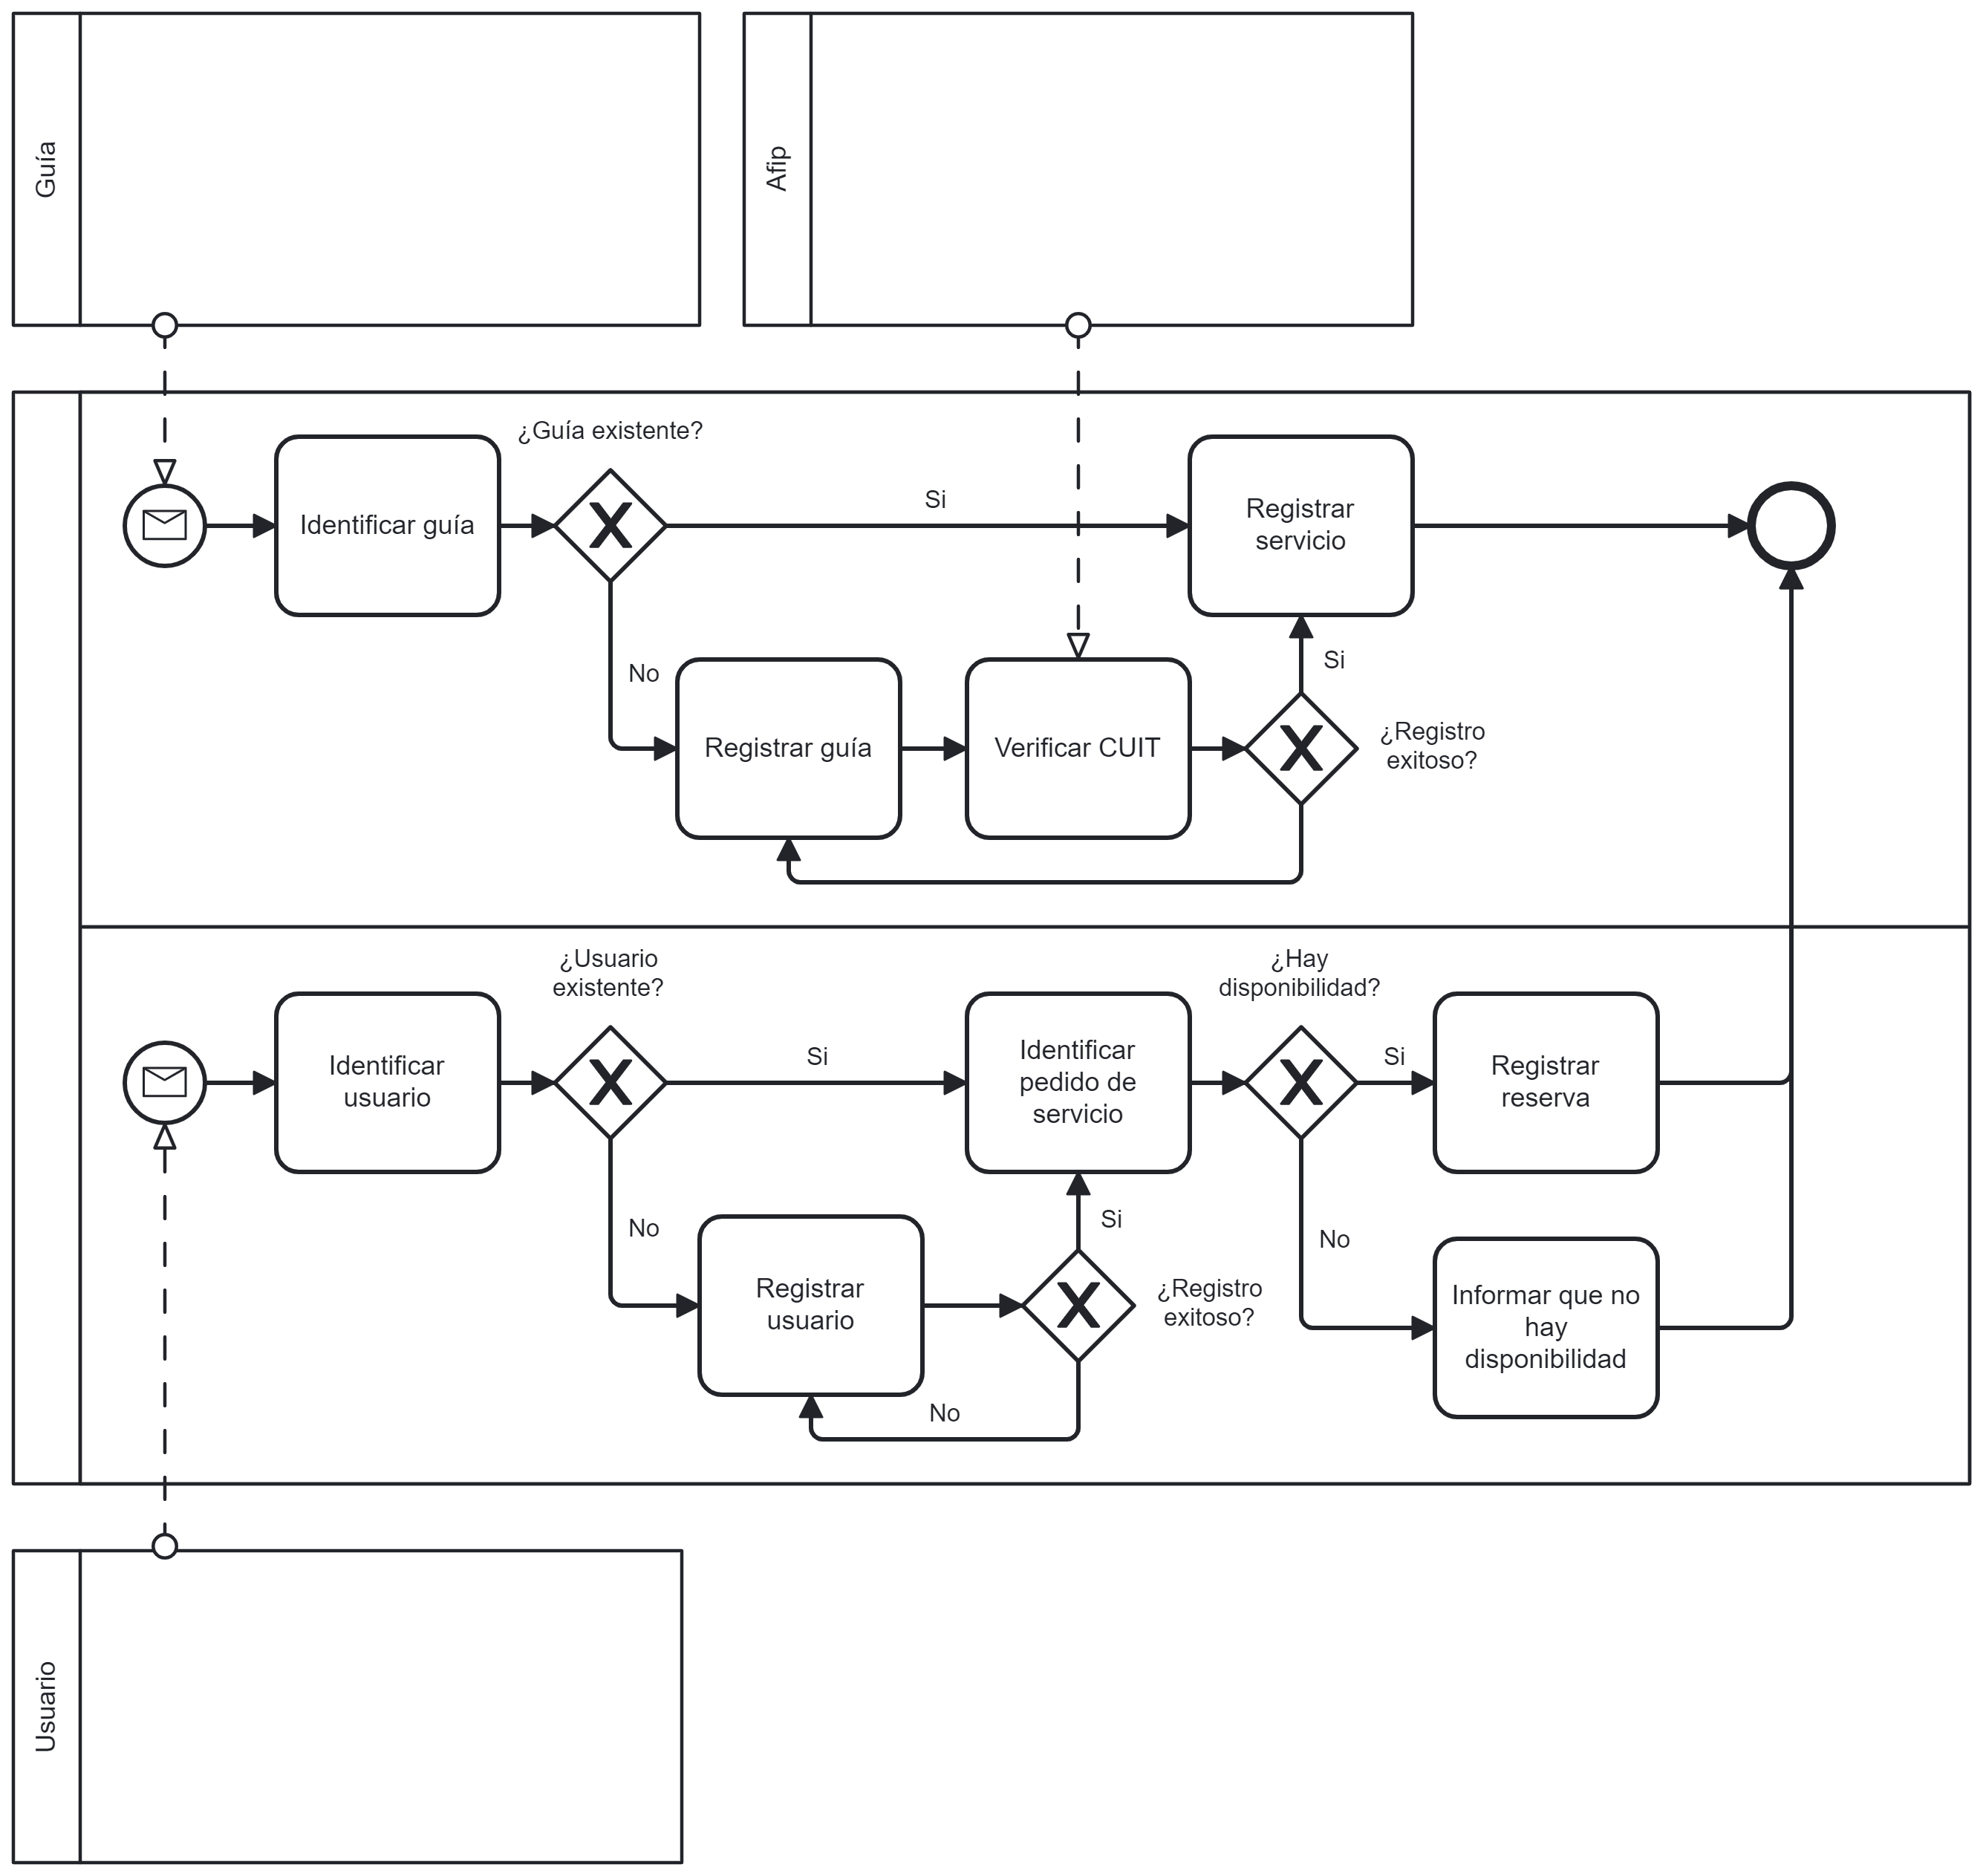 Guía
Afip
¿Guía existente?
Identificar guía
Si
Registrar
servicio
No
Si
Registrar guía
Verificar CUIT
¿Registro
exitoso?
¿Usuario
existente?
¿Hay
disponibilidad?
Identificar
usuario
Si
Identificar
pedido de
servicio
Si
Registrar
reserva
No
Si
No
Registrar
usuario
¿Registro
exitoso?
Informar que no
hay
disponibilidad
No
Usuario